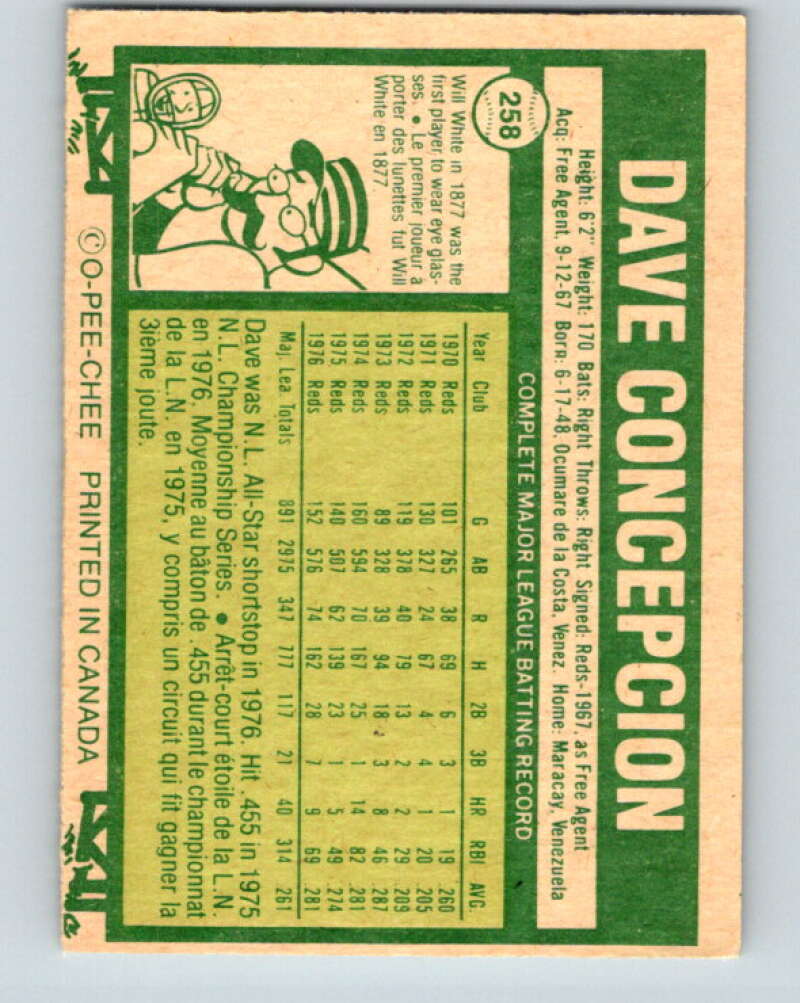 258
DAVE CONCEPCION
Height: 6'2" Weight: 170 Bats: Right Throws: Right Signed: Reds-1967, as Free Agent
Acq: Free Agent, 9-12-67 Born: 6-17-48, Ocumare de la Costa, Venez. Home: Maracay, Venezuela
COMPLETE MAJOR LEAGUE BATTING RECORD
Year Club G AB R H 2B 3B HR RBI AVG.
1970 Reds 101 265 38 69 6 3 1 19 260
1971 Reds 130 327 24 67 4 4 1 20 205
1972 Reds 119 378 40 79 13 2 2 29 209
1973 Reds 89 328 39 94 18 3 8 46 287
1974 Reds 160 594 70 167 25 1 14 82 281
1975 Reds 140 507 62 139 23 1 5 49 274
1976 Reds 152 576 74 162 28 7 9 69 281
Maj. Lea Totals 891 2975 347 777 117 21 40 314 261
Dave was N.L. All-Star shortstop in 1976. Hit .455 in 1975
N.L. Championship Series. • Arrêt-court étoile de la L.N.
en 1976. Moyenne au bâton de .455 durant le championnat
de la L.N. en 1975, y compris un circuit qui fit gagner la
3ième joute.
Will White in 1877 was the
first player to wear eye glas-
ses. • Le premier joueur à
porter des lunettes fut Will
White en 1877.
©O-PEE-CHEE PRINTED IN CANADA